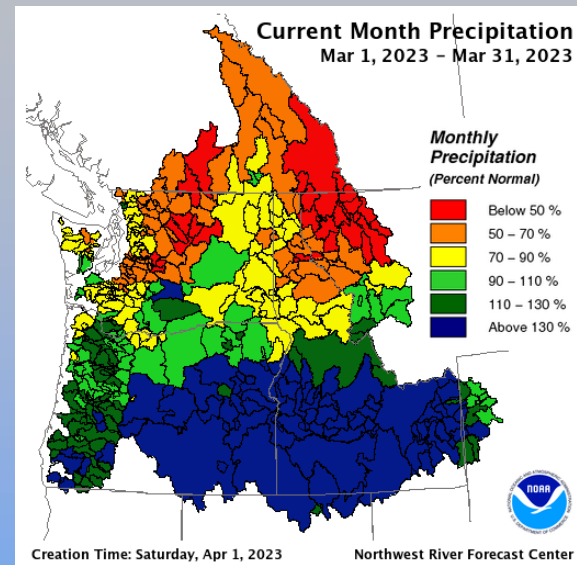 Current Month Precipitation
Mar 1, 2023 - Mar 31, 2023
Monthly
Precipitation
(Percent Normal)
Below 50 %
50 - 70 %
70 - 90 %
90 - 110 %
110 - 130 %
Above 130 %
NOAA
Creation Time: Saturday, Apr 1, 2023
Northwest River Forecast Center